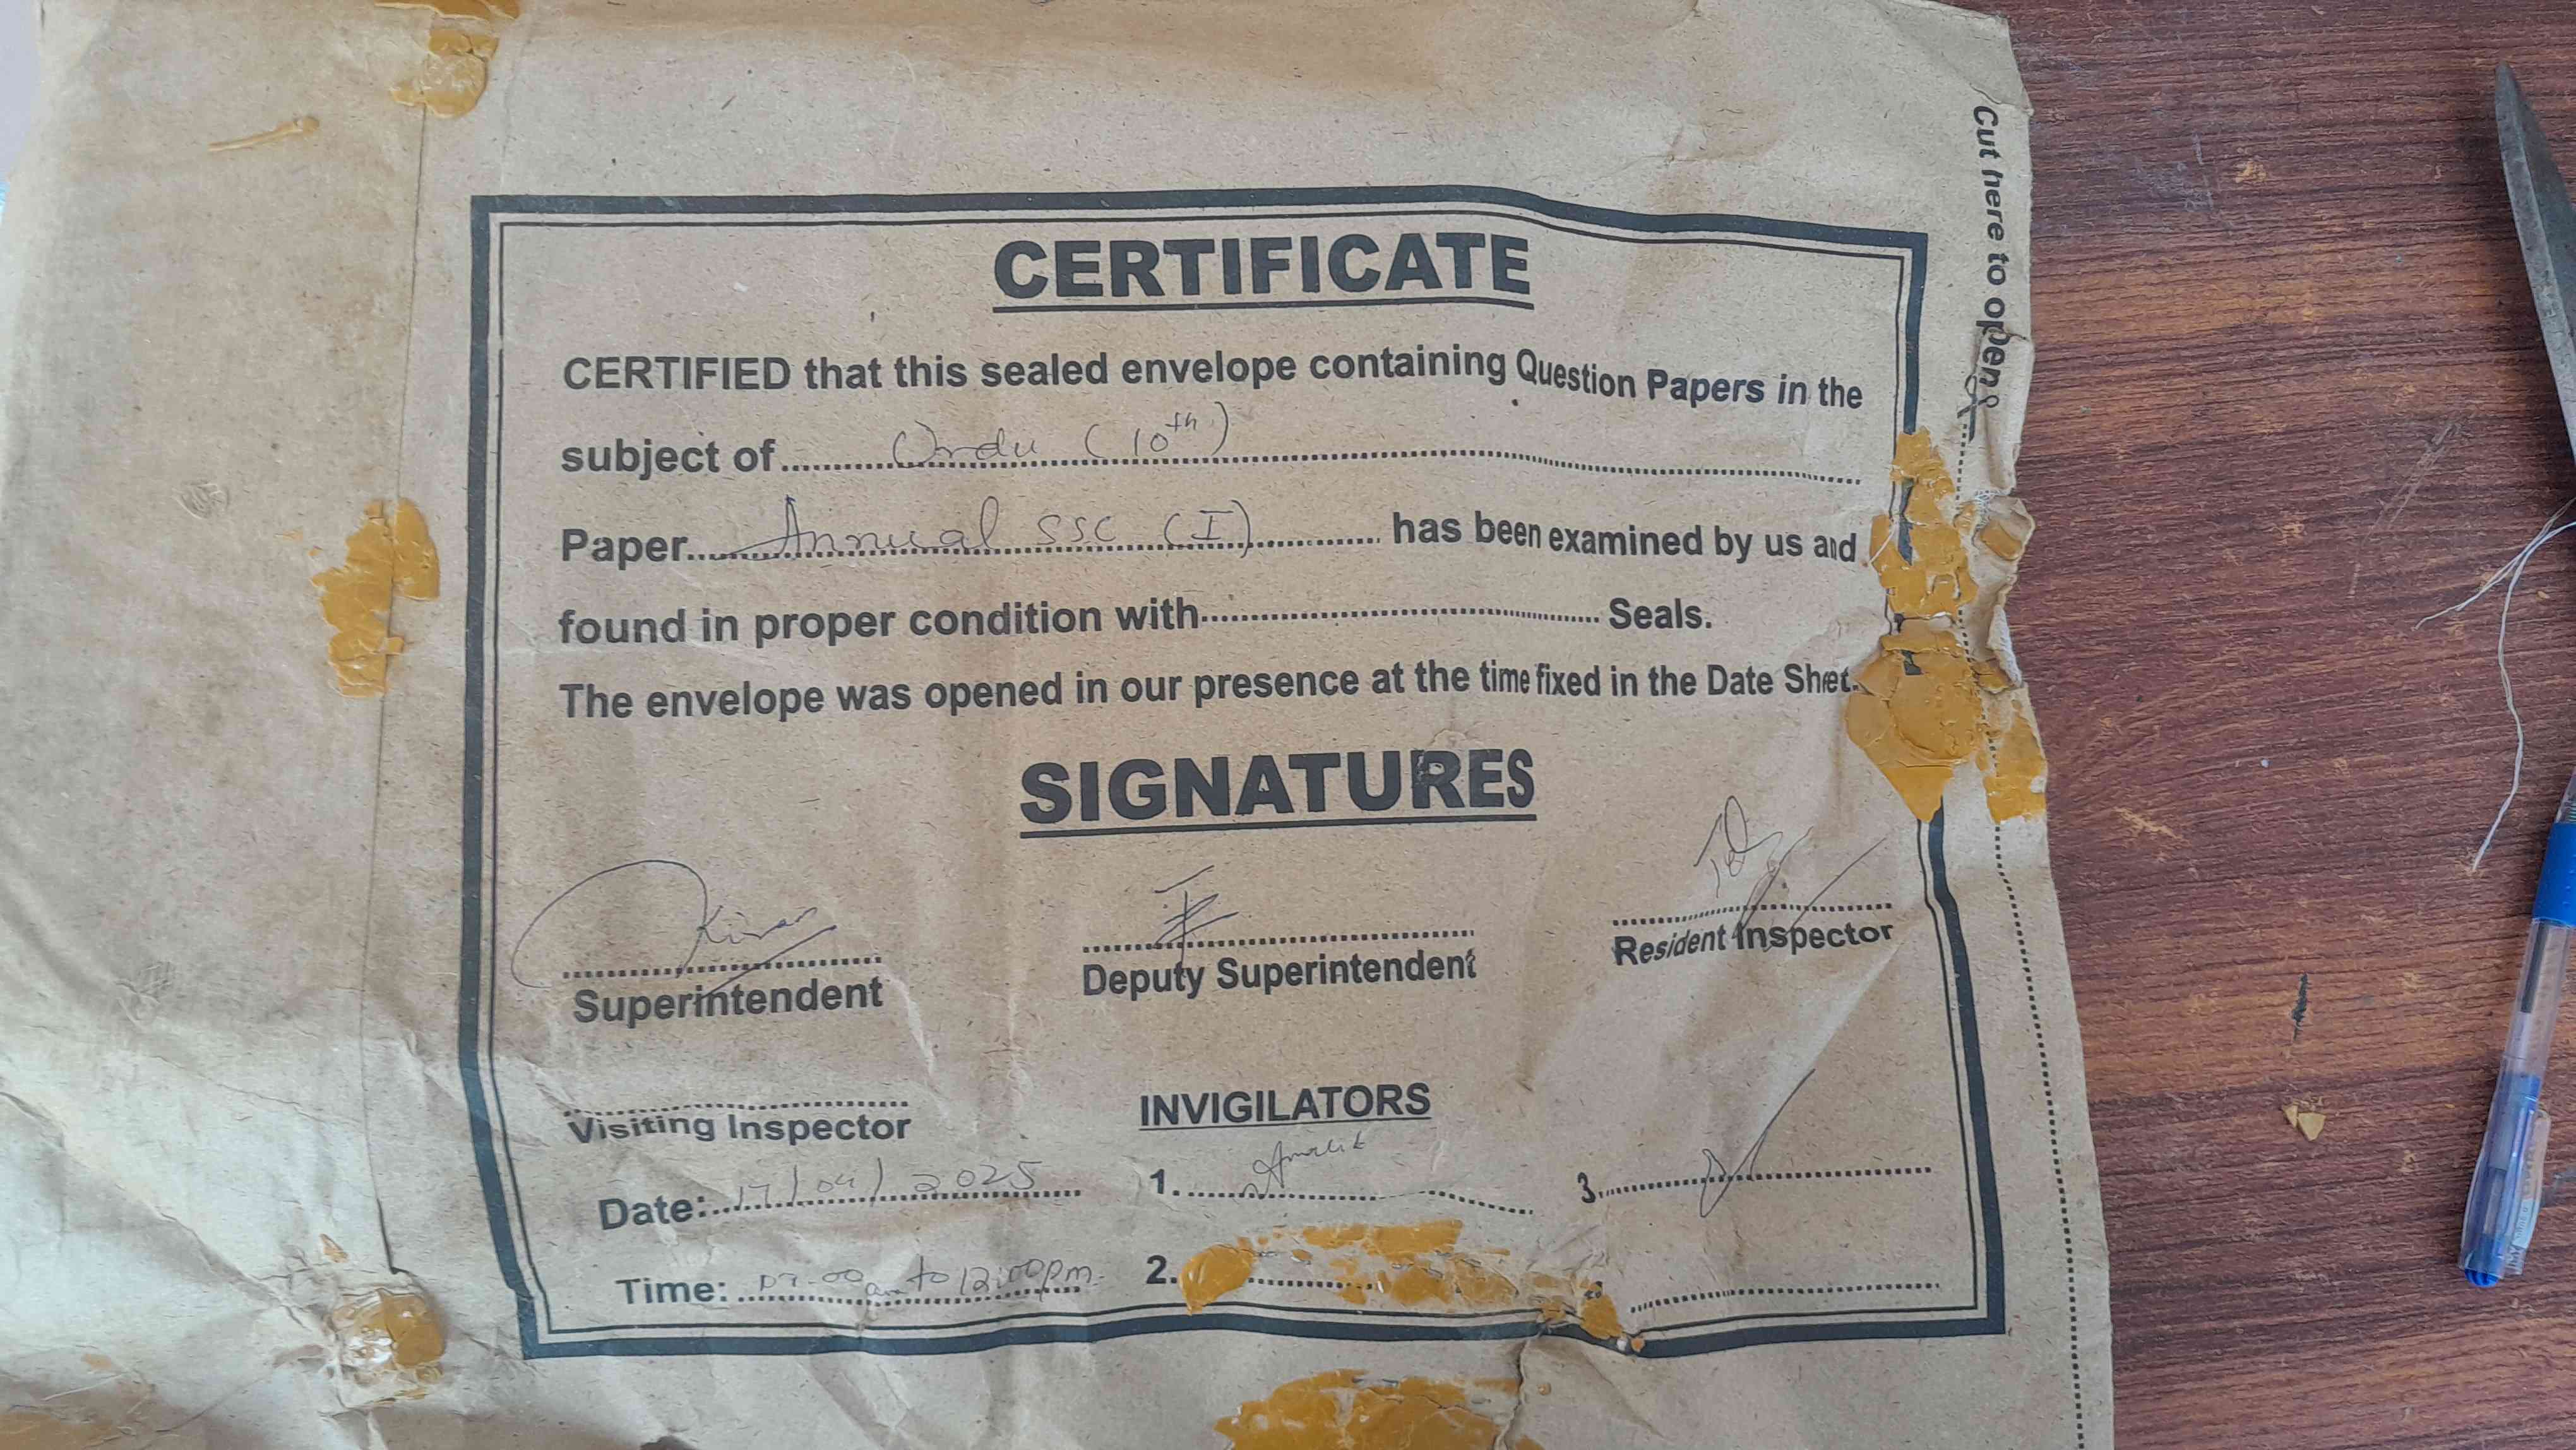 Cut here to open
CERTIFICATE
CERTIFIED that this sealed envelope containing Question Papers in the
subject of Urdu (10th)
Paper Annual SSC (I) has been examined by us and
found in proper condition with Seals.
The envelope was opened in our presence at the time fixed in the Date Sheet.
SIGNATURES
Kiran
Superintendent
Deputy Superintendent
Resident Inspector
Visiting Inspector
INVIGILATORS
Date: 17/04/2025
1.
3.
Time: 09-00 am to 12:00pm.
2.